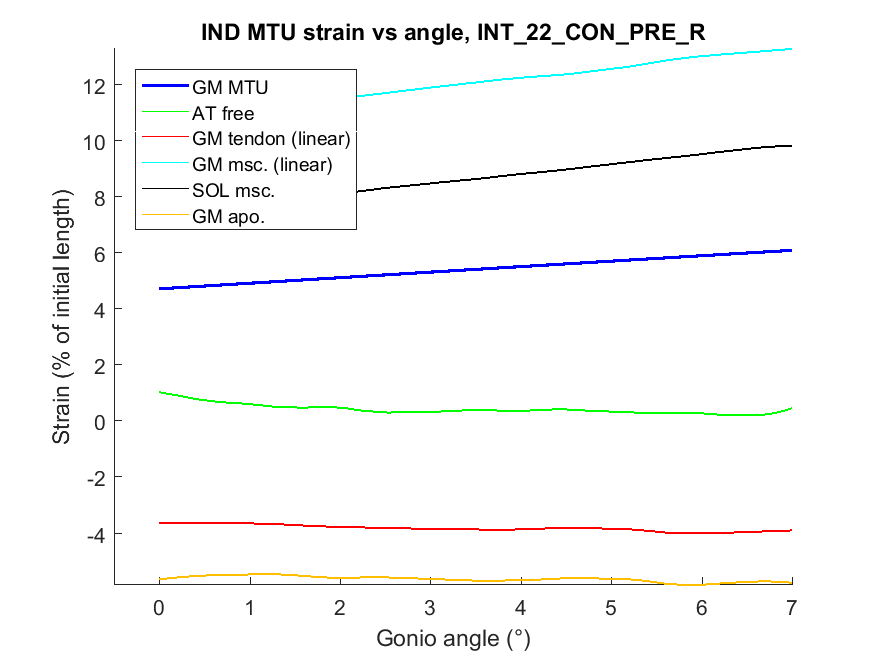 IND MTU strain vs angle, INT_22_CON_PRE_R
GM MTU
AT free
GM tendon (linear)
GM msc. (linear)
SOL msc.
GM apo.
Strain (% of initial length)
12
10
8
6
4
2
0
-2
-4
0 1 2 3 4 5 6 7
Gonio angle (°)